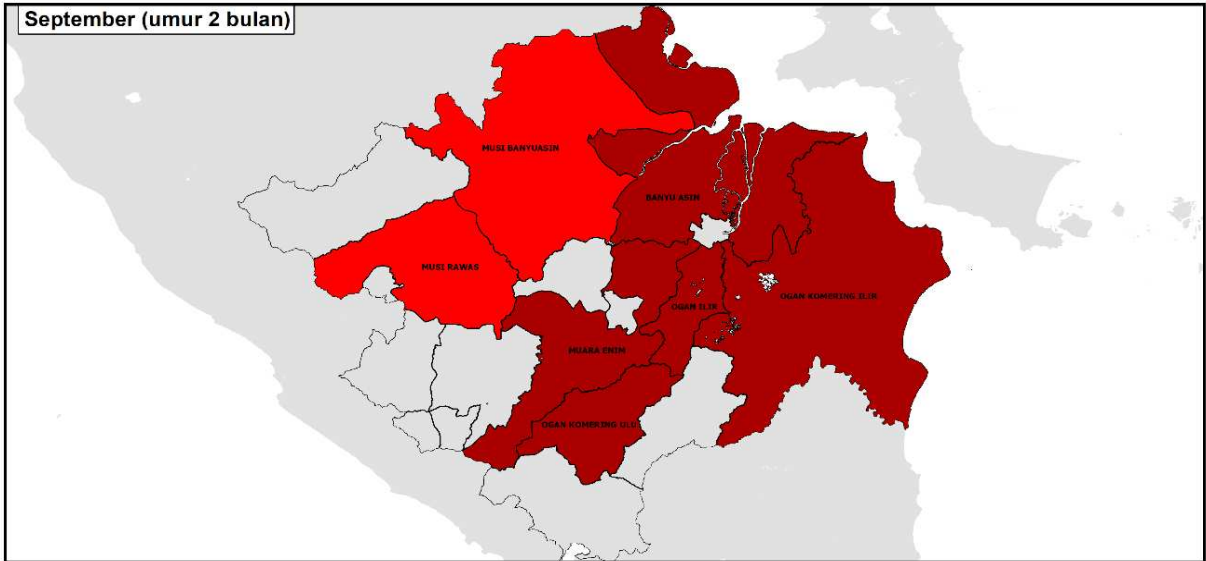 September (umur 2 bulan)
MUSI BANYUASIN
BANYU ASIN
MUSI RAWAS
OGAN KOMERING ILIR
OGAN ILIR
MUARA ENIM
OGAN KOMERING ULU